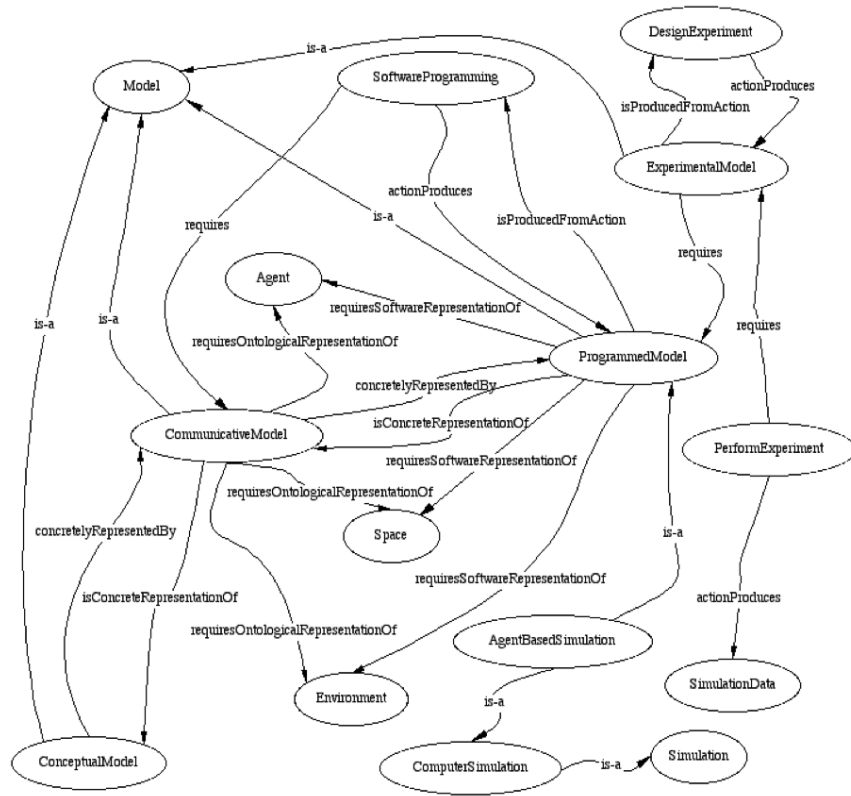 DesignExperiment
is-a
SoftwareProgramming
Model
actionProduces
isProducedFromAction
ExperimentalModel
actionProduces
is-a
isProducedFromAction
requires
requires
Agent
requiresSoftwareRepresentationOf
is-a
is-a
requires
requiresOntologicalRepresentationOf
ProgrammedModel
concretelyRepresentedBy
isConcreteRepresentationOf
CommunicativeModel
PerformExperiment
requiresSoftwareRepresentationOf
requiresOntologicalRepresentationOf
concretelyRepresentedBy
Space
is-a
requiresSoftwareRepresentationOf
isConcreteRepresentationOf
actionProduces
requiresOntologicalRepresentationOf
AgentBasedSimulation
SimulationData
Environment
is-a
Simulation
ConceptualModel
ComputerSimulation
is-a